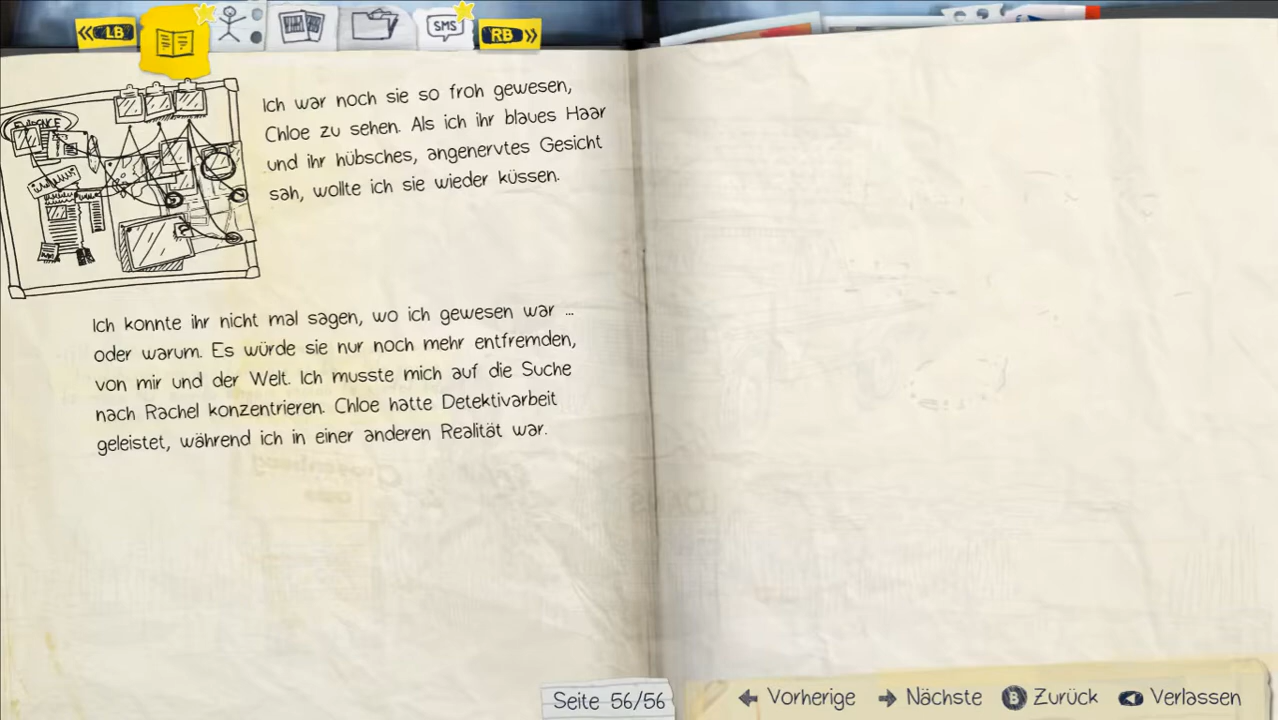 LB
SMS
RB
EVIDENCE
Ich war noch sie so froh gewesen,
Chloe zu sehen. Als ich ihr blaues Haar
und ihr hübsches, angenervtes Gesicht
sah, wollte ich sie wieder küssen.
Ich konnte ihr nicht mal sagen, wo ich gewesen war ...
oder warum. Es würde sie nur noch mehr entfremden,
von mir und der Welt. Ich musste mich auf die Suche
nach Rachel konzentrieren. Chloe hatte Detektivarbeit
geleistet, während ich in einer anderen Realität war.
Seite 56/56
Vorherige
Nächste
B Zurück
Verlassen